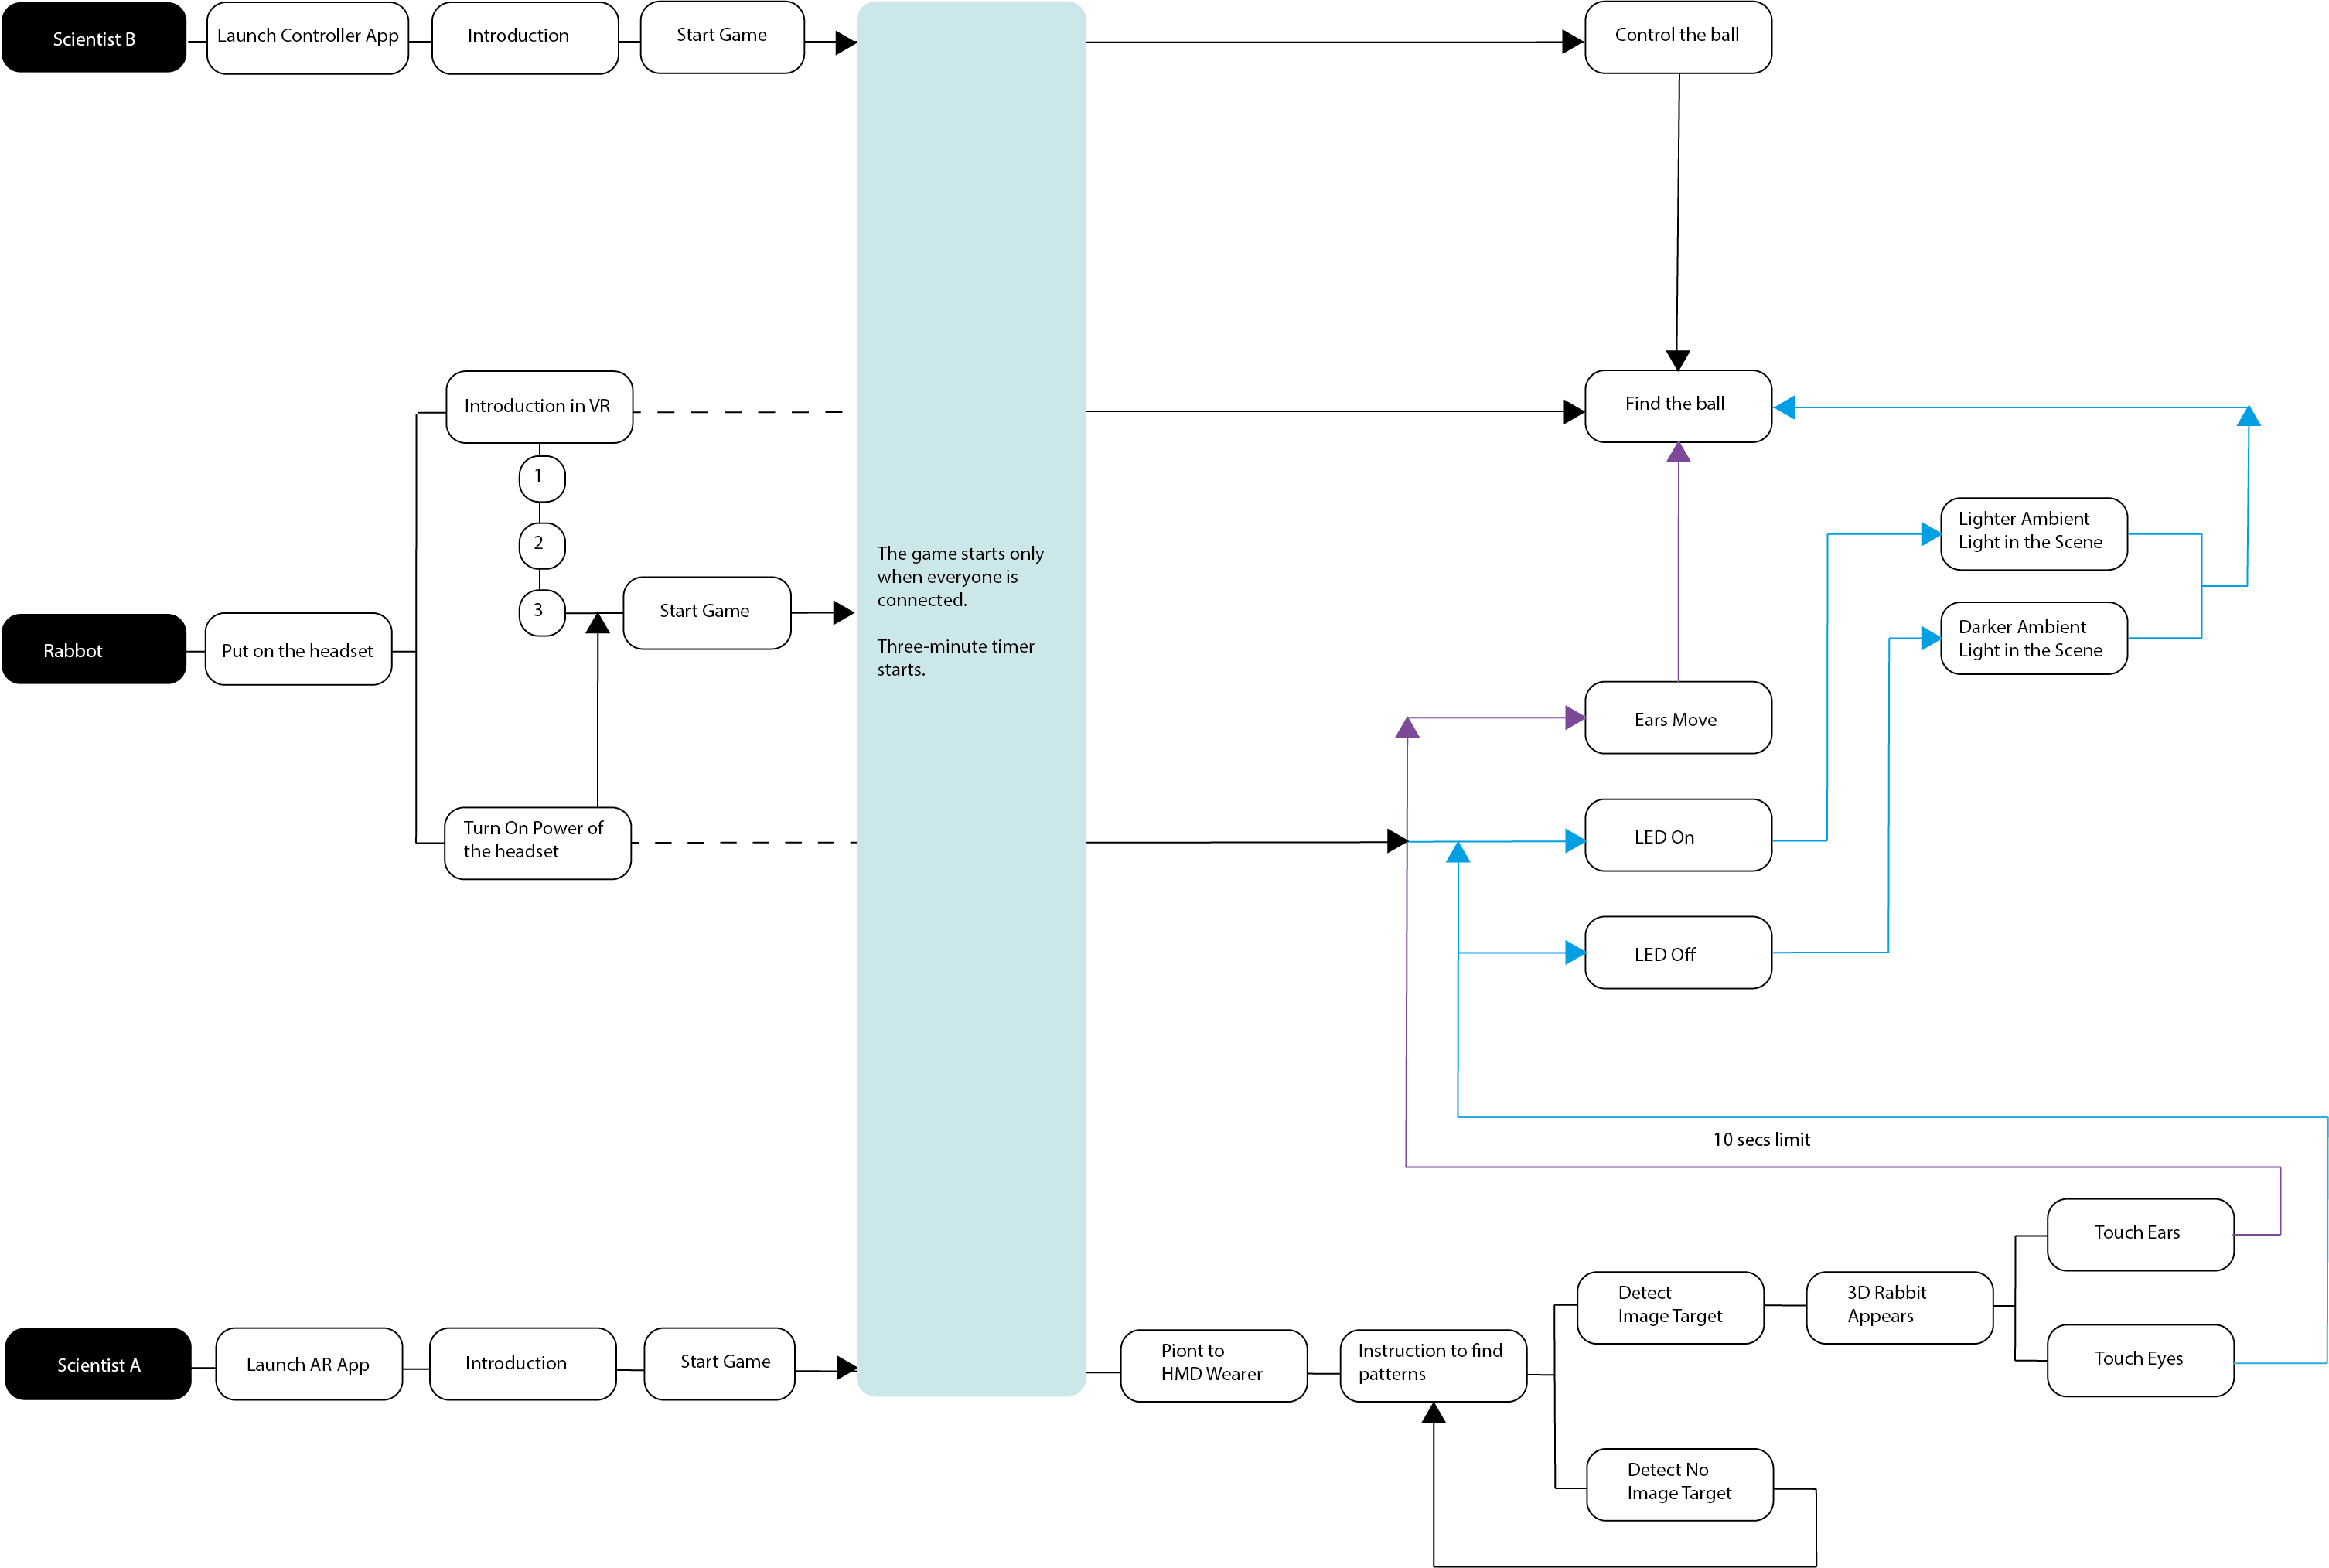 Scientist B
Launch Controller App
Introduction
Start Game
Control the ball
Introduction in VR
Find the ball
1
2
3
Start Game
Rabbot
Put on the headset
The game starts only
when everyone is
connected.
Three-minute timer
starts.
Lighter Ambient
Light in the Scene
Darker Ambient
Light in the Scene
Ears Move
Turn On Power of
the headset
LED On
LED Off
10 secs limit
Touch Ears
Scientist A
Launch AR App
Introduction
Start Game
Piont to
HMD Wearer
Instruction to find
patterns
Detect
Image Target
3D Rabbit
Appears
Touch Eyes
Detect No
Image Target